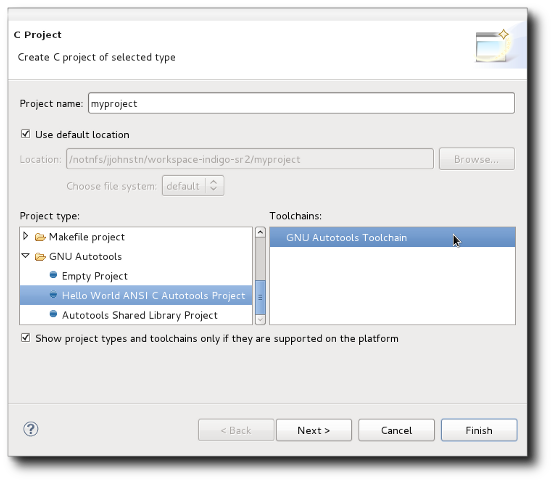 C Project
Create C project of selected type
Project name: myproject
Use default location
Location: /notnfs/jjohnstn/workspace-indigo-sr2/myproject Browse...
Choose file system: default
Project type: Toolchains:
Makefile project GNU Autotools Toolchain
GNU Autotools
Empty Project
Hello World ANSI C Autotools Project
Autotools Shared Library Project
Show project types and toolchains only if they are supported on the platform
? < Back Next > Cancel Finish